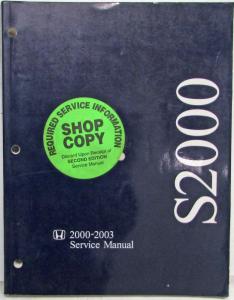 REQUIRED SERVICE INFORMATION
SHOP
COPY
Discard Upon Receipt of
SECOND EDITION
Service Manual
S2000
2000-2003
Service Manual